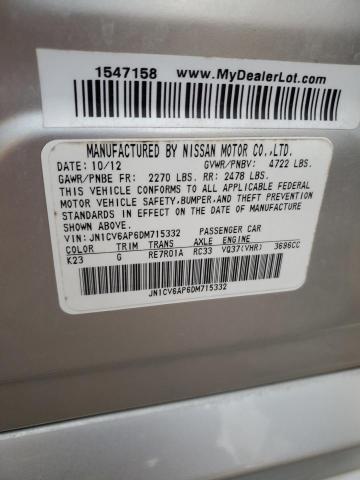 1547158 www.MyDealerLot.com
MANUFACTURED BY NISSAN MOTOR CO.,LTD.
DATE: 10/12 GVWR/PNBV: 4722 LBS.
GAWR/PNBE FR: 2270 LBS. RR: 2478 LBS.
THIS VEHICLE CONFORMS TO ALL APPLICABLE FEDERAL
MOTOR VEHICLE SAFETY,BUMPER,AND THEFT PREVENTION
STANDARDS IN EFFECT ON THE DATE OF
MANUFACTURE SHOWN ABOVE.
VIN: JN1CV6AP6DM715332 PASSENGER CAR
COLOR TRIM TRANS AXLE ENGINE
K23 G RE7R01A RC33 VQ37(VHR) 3696CC
JN1CV6AP6DM715332